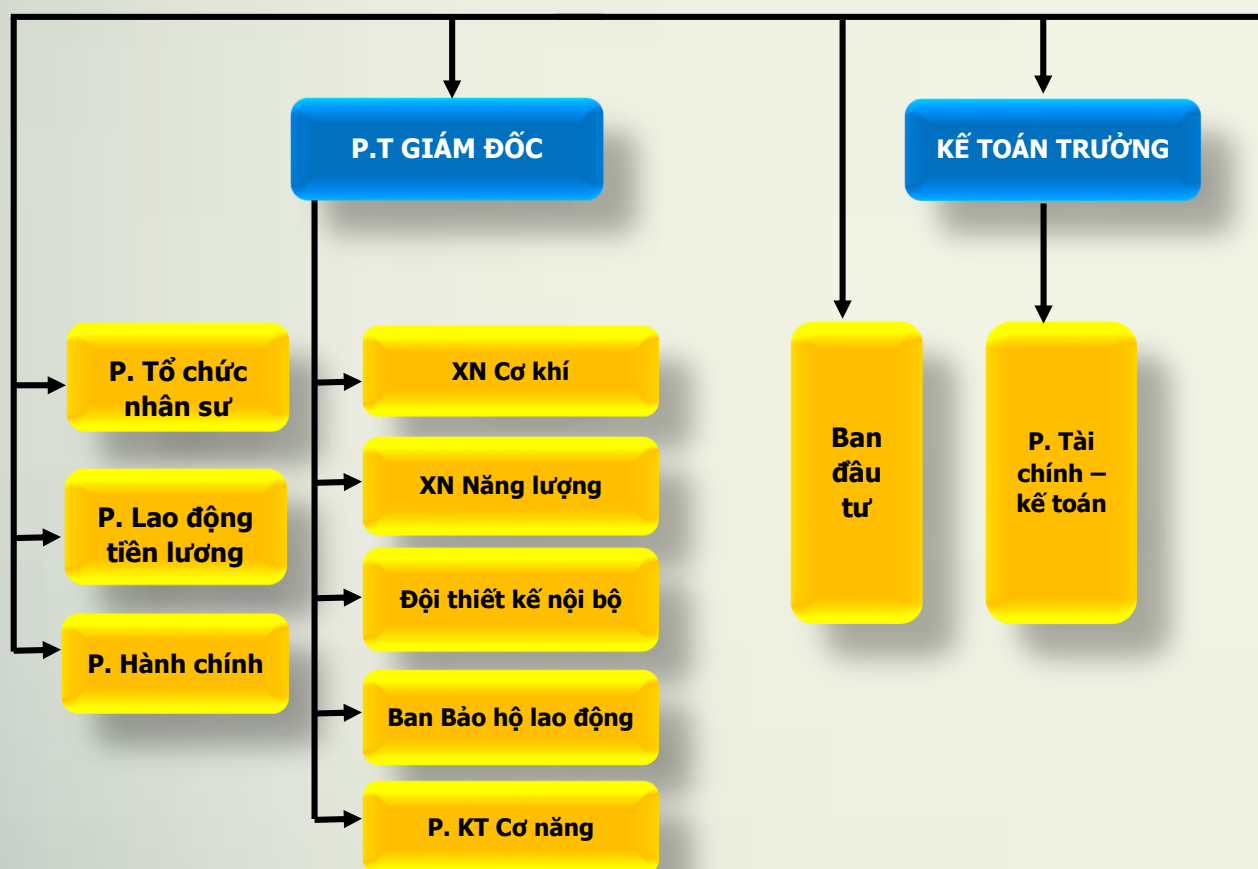 P.T GIÁM ĐỐC
KẾ TOÁN TRƯỞNG
P. Tổ chức
nhân sư
P. Lao động
tiền lương
P. Hành chính
XN Cơ khí
XN Năng lượng
Đội thiết kế nội bộ
Ban Bảo hộ lao động
P. KT Cơ năng
Ban
đầu
tư
P. Tài
chính –
kế toán